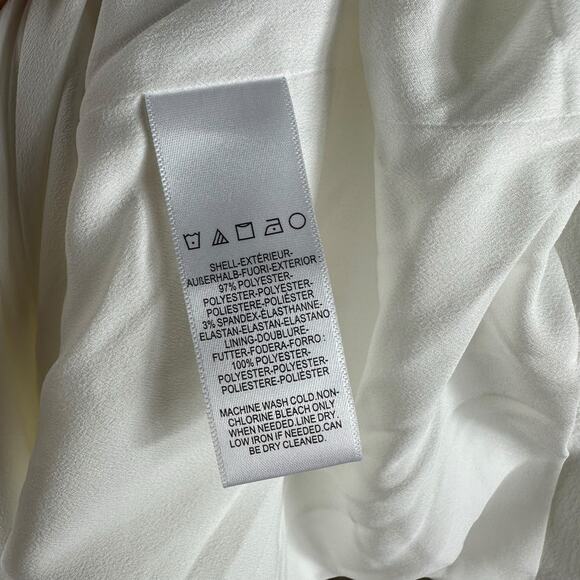 SHELL-EXTÉRIEUR-
AUßERHALB-FUORI-EXTERIOR :
97% POLYESTER-
POLYESTER-POLYESTER-
POLIESTERE-POLIÉSTER
3% SPANDEX-ÉLASTHANNE-
ELASTAN-ELASTAN-ELASTANO
LINING-DOUBLURE-
FUTTER-FODERA-FORRO :
100% POLYESTER-
POLYESTER-POLYESTER-
POLIESTERE-POLIÉSTER
MACHINE WASH COLD.NON-
CHLORINE BLEACH ONLY
WHEN NEEDED.LINE DRY.
LOW IRON IF NEEDED.CAN
BE DRY CLEANED.